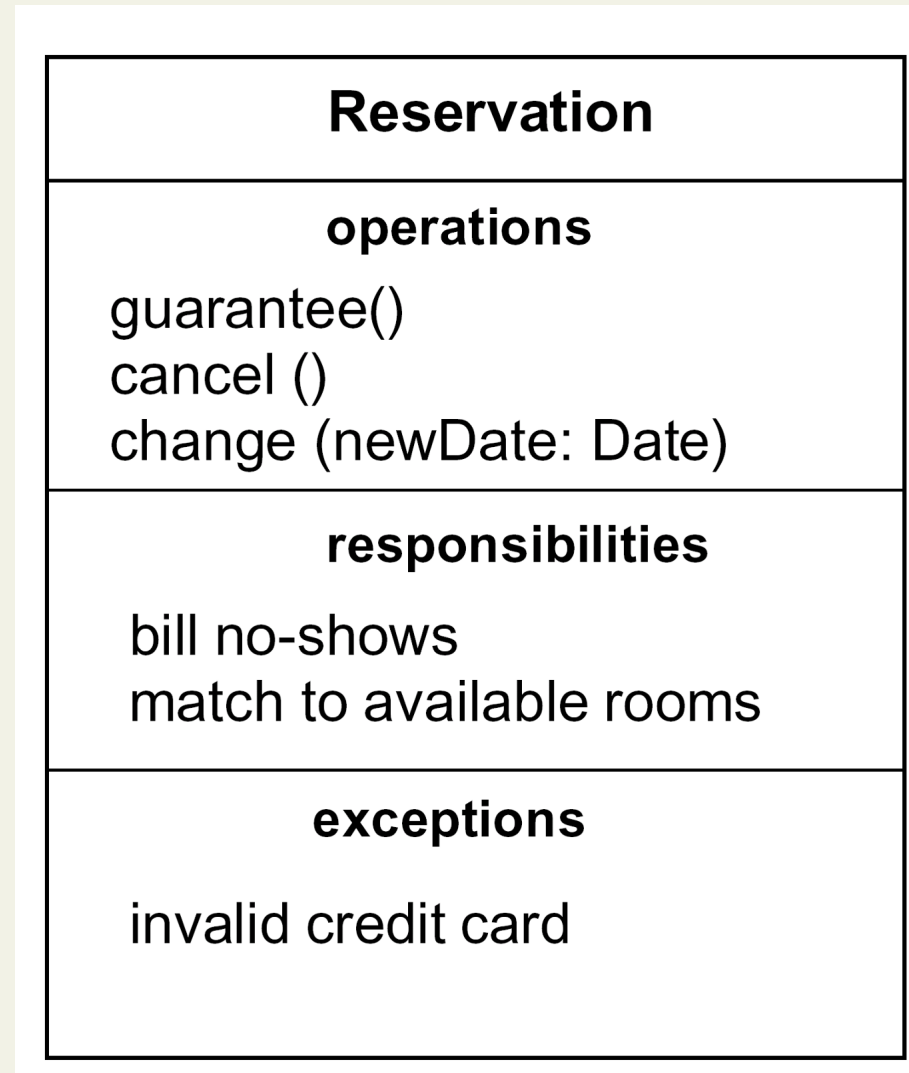 Reservation
operations
guarantee()
cancel ()
change (newDate: Date)
responsibilities
bill no-shows
match to available rooms
exceptions
invalid credit card